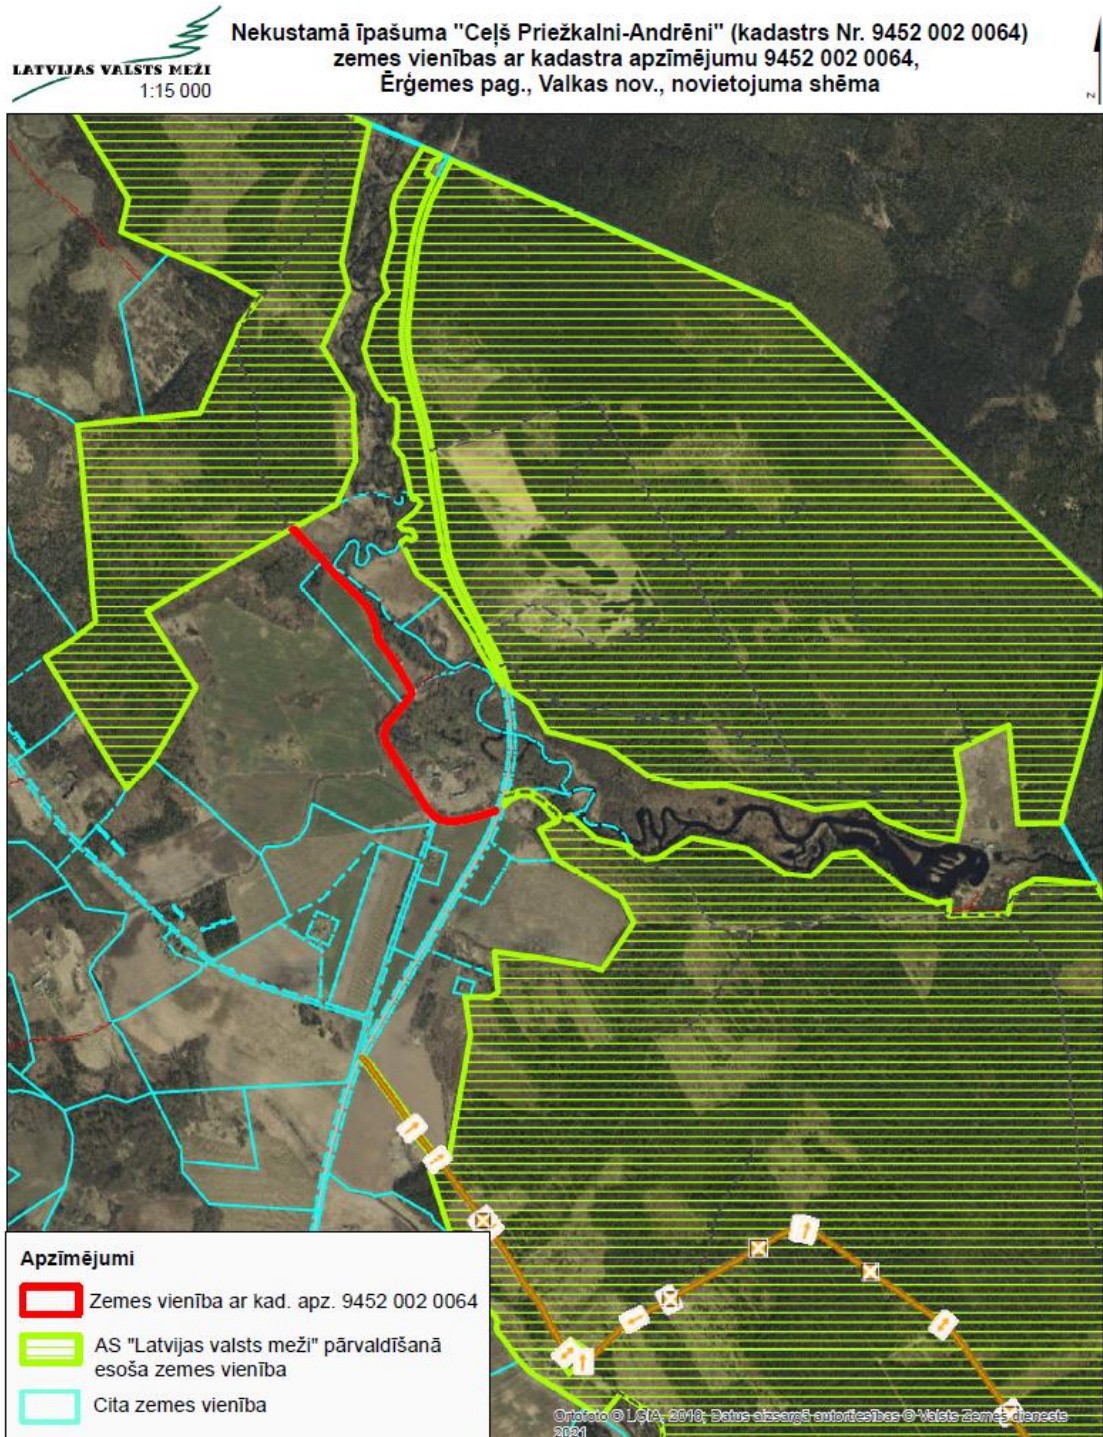 LATVIJAS VALSTS MEŽI
1:15 000
Nekustamā īpašuma "Ceļš Priežkalni-Andrēni" (kadastrs Nr. 9452 002 0064)
zemes vienības ar kadastra apzīmējumu 9452 002 0064,
Ērģemes pag., Valkas nov., novietojuma shēma
Z
Apzīmējumi
Zemes vienība ar kad. apz. 9452 002 0064
AS "Latvijas valsts meži" pārvaldīšanā
esoša zemes vienība
Cita zemes vienība
Ortofoto © LĢIA, 2018; Datus aizsargā autortiesības © Valsts Zemes dienests
2021